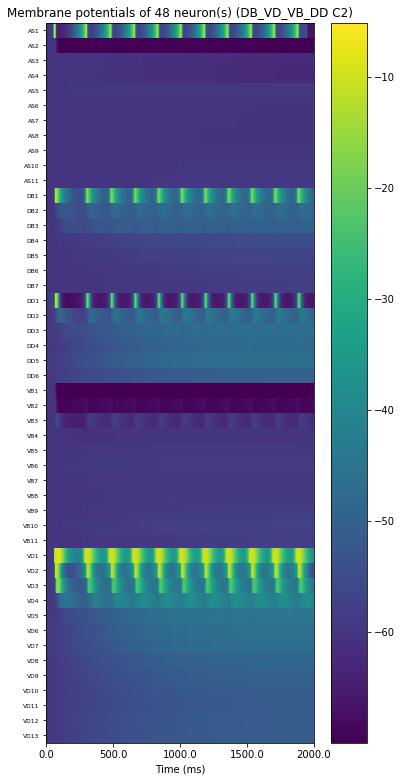 Membrane potentials of 48 neuron(s) (DB_VD_VB_DD C2)
AS1
AS2
AS3
AS4
AS5
AS6
AS7
AS8
AS9
AS10
AS11
DB1
DB2
DB3
DB4
DB5
DB6
DB7
DD1
DD2
DD3
DD4
DD5
DD6
VB1
VB2
VB3
VB4
VB5
VB6
VB7
VB8
VB9
VB10
VB11
VD1
VD2
VD3
VD4
VD5
VD6
VD7
VD8
VD9
VD10
VD11
VD12
VD13
0.0 500.0 1000.0 1500.0 2000.0
Time (ms)
−10
−20
−30
−40
−50
−60